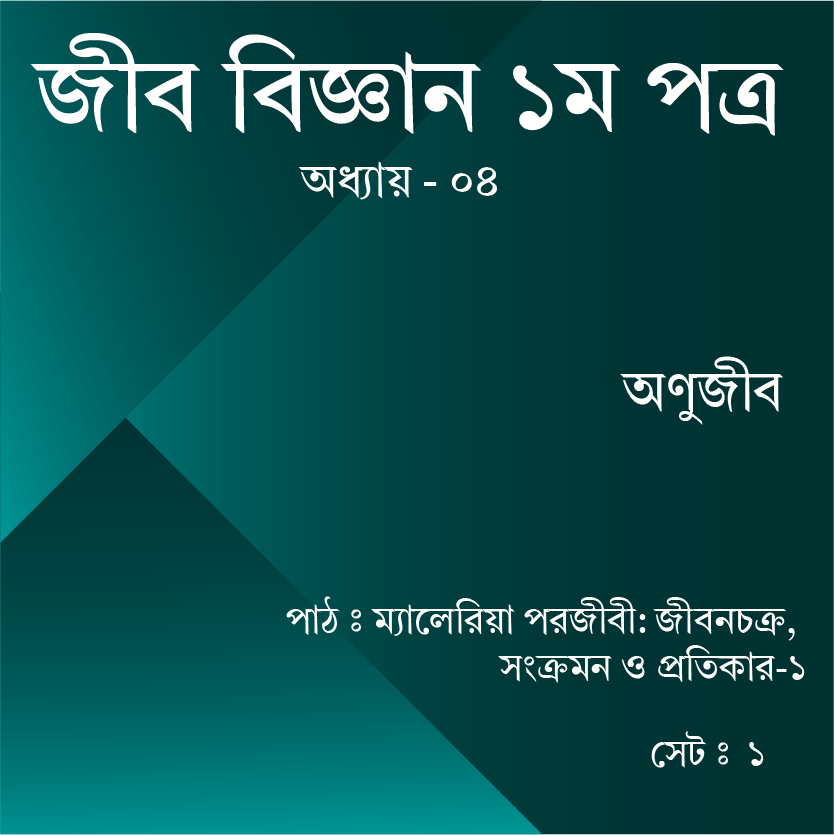 জীব বিজ্ঞান ১ম পত্র
অধ্যায় - ০৪
অণুজীব
পাঠ ঃ ম্যালেরিয়া পরজীবী: জীবনচক্র,
সংক্রমন ও প্রতিকার-১
সেট ঃ ১